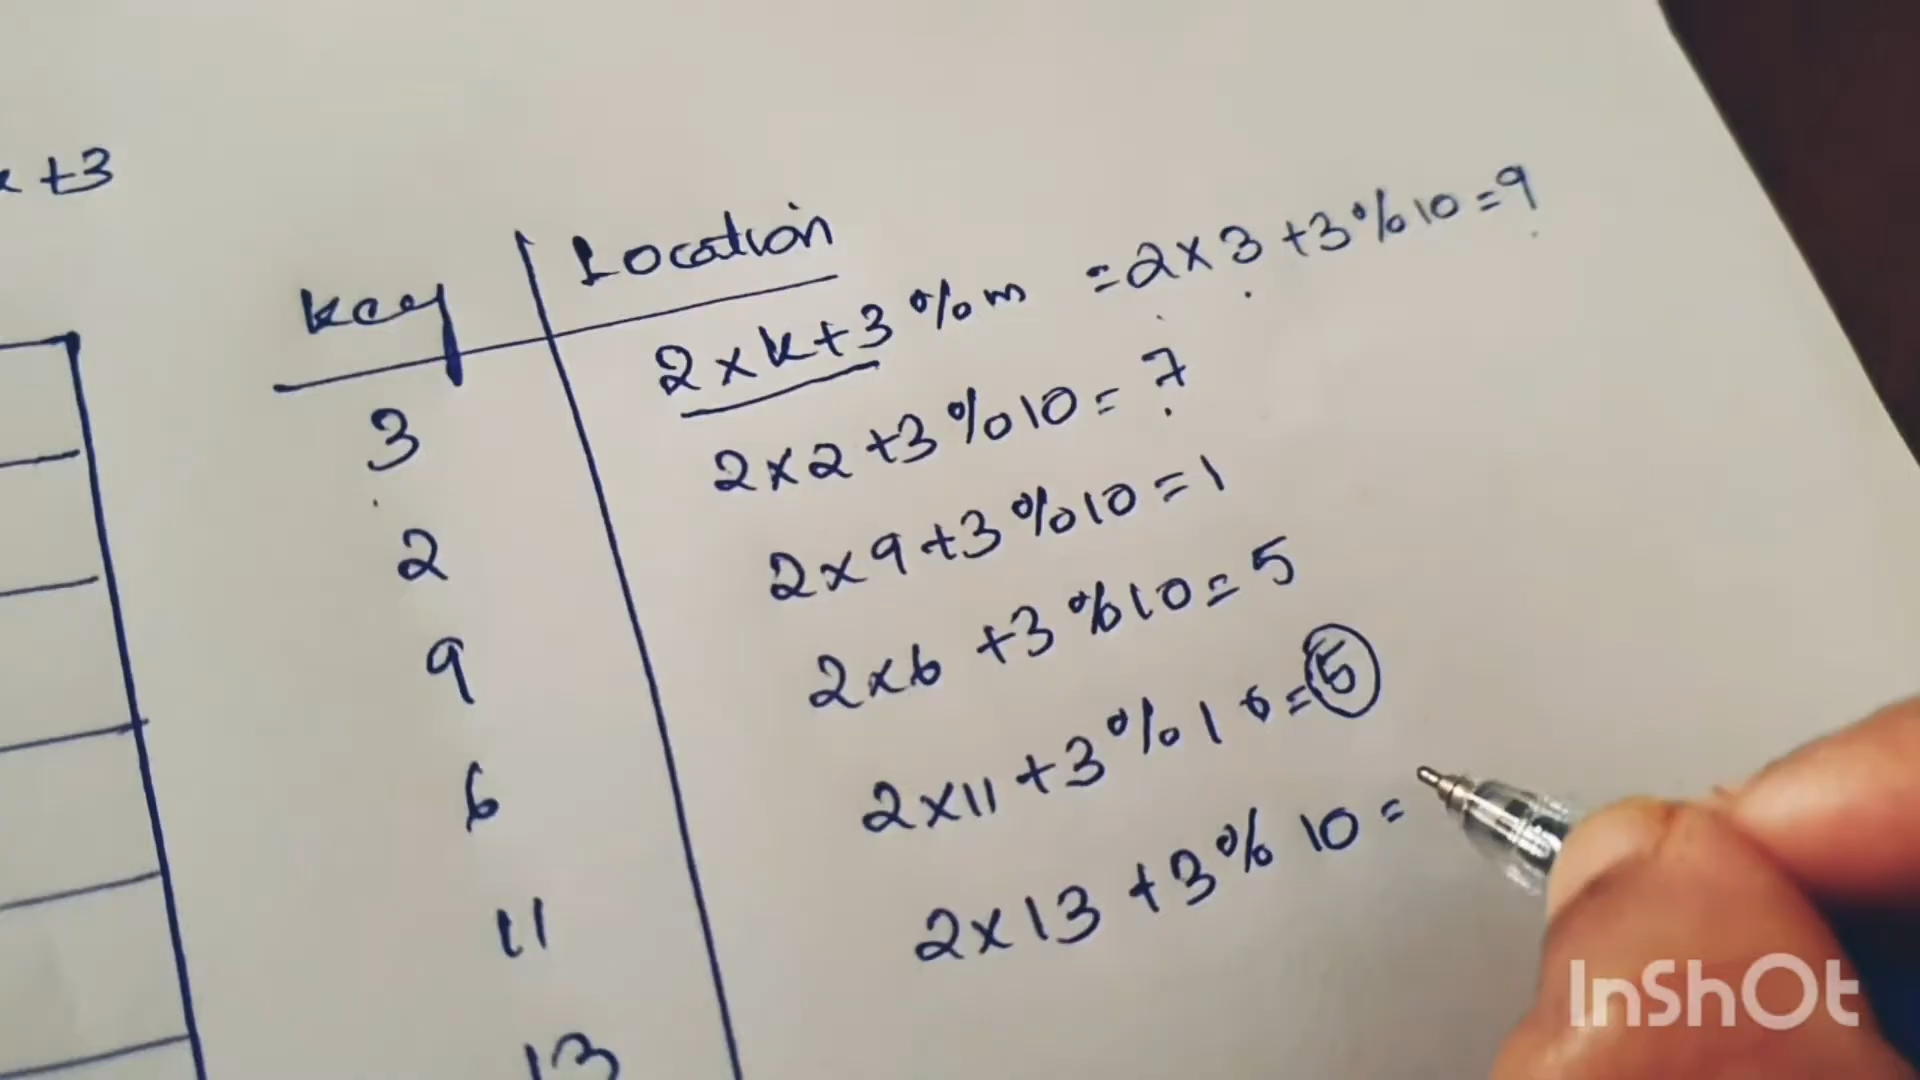 +3
key Location
3 2×k+3%m =2×3+3%10=9
2 2×2+3%10=7
9 2×9+3%10=1
6 2×6+3%10=5
11 2×11+3%10=5
13 2×13+3%10=
InShOt